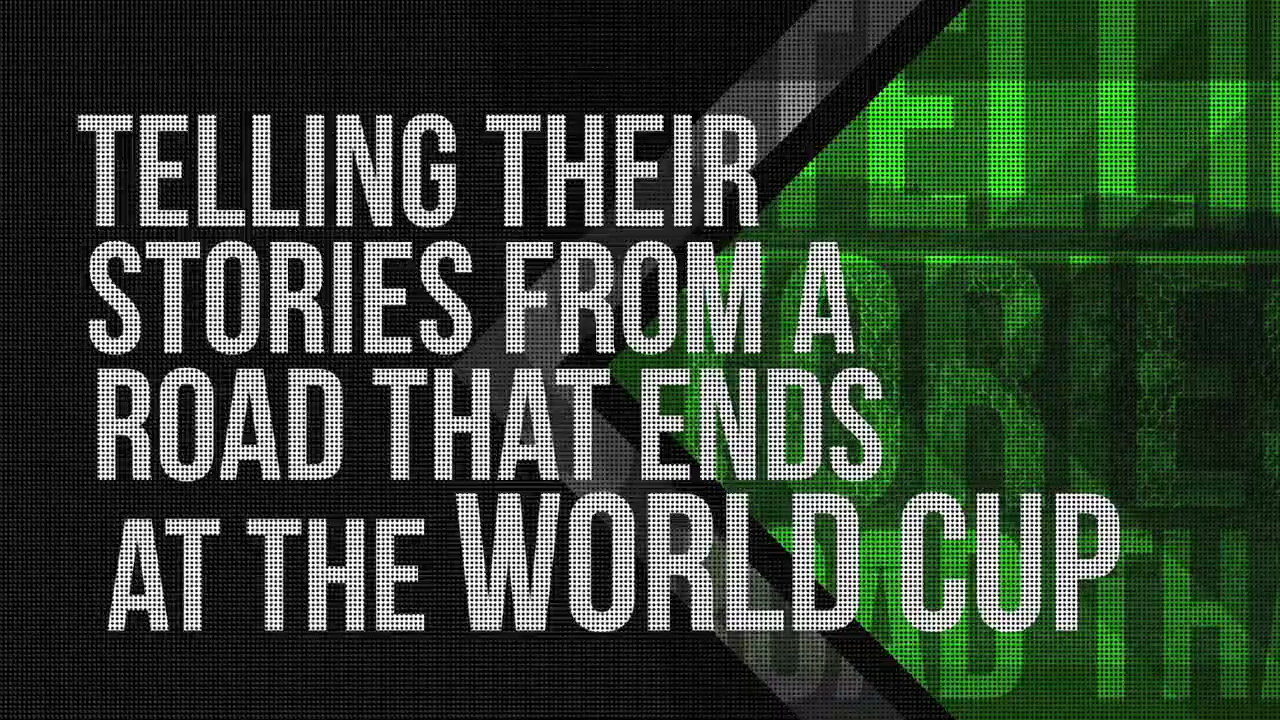 TELLING THEIR
STORIES FROM A
ROAD THAT ENDS
AT THE WORLD CUP